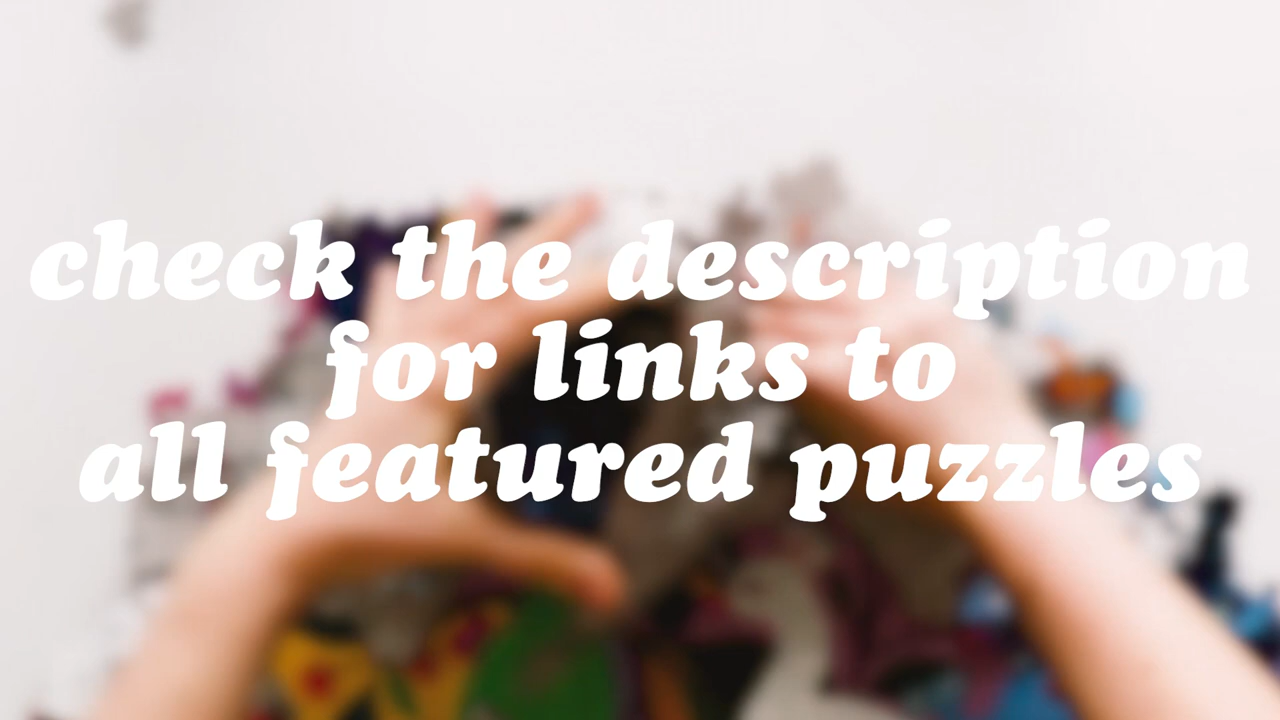 check the description
for links to
all featured puzzles